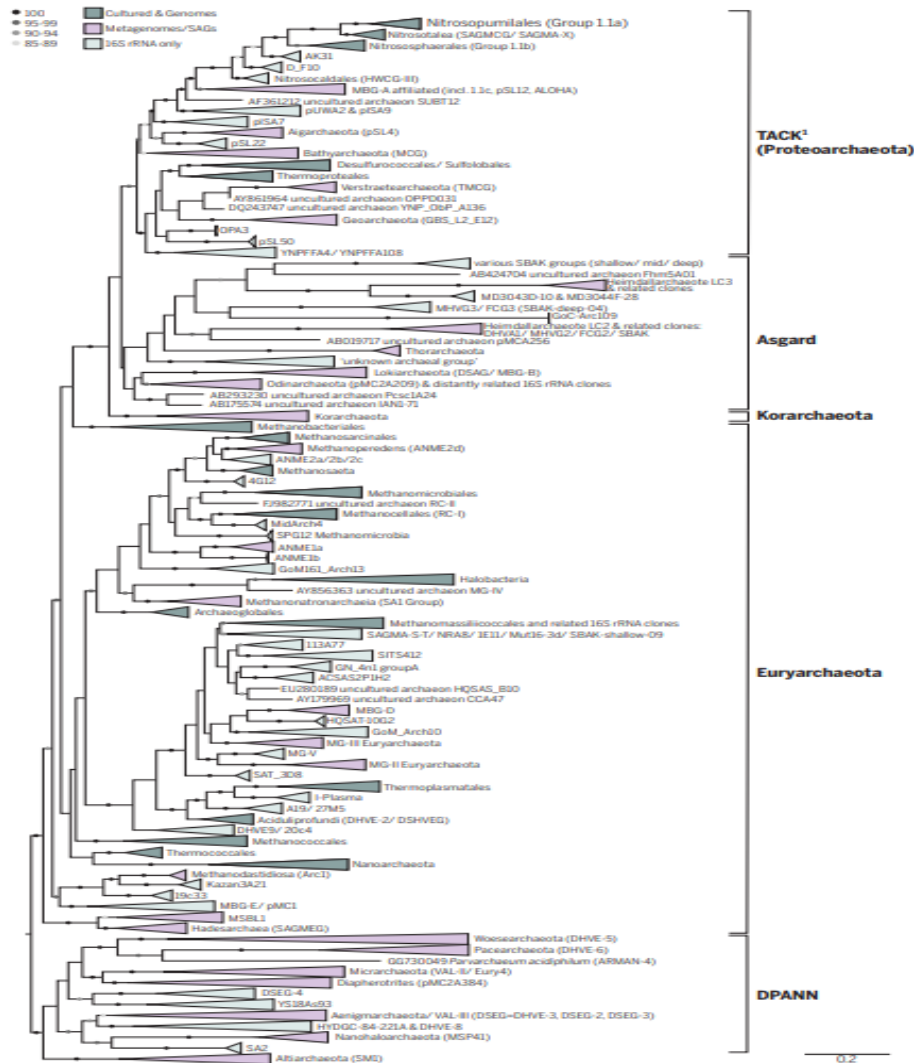 100
95-99
90-94
85-89
Cultured & Genomes
Metagenomes/SAGs
16S rRNA only
Nitrosopumilales (Group 1.1a)
Nitrosotalea (SAGMCG/ SAGMA-X)
Nitrososphaerales (Group 1.1b)
AK31
D_F10
Nitrosocaldales (HWCG-III)
MBG-A affiliated (incl. 1.1c, pSL12, ALOHA)
AF361212 uncultured archaeon SUBT12
pUWA2 & pISA9
pISA7
Aigarchaeota (pSL4)
pSL22
Bathyarchaeota (MCG)
Desulfurococcales/ Sulfolobales
Thermoproteales
Verstraetearchaeota (TMCG)
AY861964 uncultured archaeon OPPD031
DQ243747 uncultured archaeon YNP_ObP_A136
Geoarchaeota (GBS_L2_E12)
OPA3
pSL50
YNPFFA4/ YNPFFA108
TACK¹
(Proteoarchaeota)
various SBAK groups (shallow/ mid/ deep)
AB424704 uncultured archaeon Fhm5A01
Heimdallarchaeote LC3
& related clones
MD3043D-10 & MD3044F-28
MHVG3/ FCG3 (SBAK-deep-04)
GoC-Arc109
Heimdallarchaeote LC2 & related clones:
DHVA1/ MHVG2/ FCG2/ SBAK
AB019717 uncultured archaeon pMCA256
Thorarchaeota
'unknown archaeal group'
Lokiarchaeota (DSAG/ MBG-B)
Odinarchaeota (pMC2A209) & distantly related 16S rRNA clones
AB293230 uncultured archaeon Pcsc1A24
AB175574 uncultured archaeon IAN1-71
Asgard
Korarchaeota
Korarchaeota
Methanobacteriales
Methanosarcinales
Methanoperedens (ANME2d)
ANME2a/2b/2c
Methanosaeta
4G12
Methanomicrobiales
FJ982771 uncultured archaeon RC-II
Methanocellales (RC-I)
MidArch4
SPG12 Methanomicrobia
ANME1a
ANME1b
GoM161_Arch13
Halobacteria
AY856363 uncultured archaeon MG-IV
Methanonatronarchaeia (SA1 Group)
Archaeoglobales
Methanomassiliicoccales and related 16S rRNA clones
SAGMA-S-T/ NRA8/ 1E11/ Mut16-3d/ SBAK-shallow-09
113A77
SITS412
GN_4n1 groupA
ACSAS2P1H2
EU280189 uncultured archaeon HQSAS_B10
AY179969 uncultured archaeon CCA47
MBG-D
HQSAT-10G2
GoM_Arch10
MG-III Euryarchaeota
MG-V
MG-II Euryarchaeota
SAT_3D8
Thermoplasmatales
I-Plasma
A19/ 27M5
Aciduliprofundi (DHVE-2/ DSHVEG)
DHVE9/ 20c4
Methanococcales
Thermococcales
Nanoarchaeota
Methanodastidiosa (Arc1)
Kazan3A21
19c33
MBG-E/ pMC1
MSBL1
Hadesarchaea (SAGMEG)
Euryarchaeota
Woesearchaeota (DHVE-5)
Pacearchaeota (DHVE-6)
GG730049 Parvarchaeum acidiphilum (ARMAN-4)
Micrarchaeota (VAL-II/ Eury4)
Diapherotrites (pMC2A384)
DSEG-4
YS18As93
Aenigmarchaeota/ VAL-III (DSEG=DHVE-3, DSEG-2, DSEG-3)
HYDGC-84-221A & DHVE-8
Nanohaloarchaeota (MSP41)
SA2
Altiarchaeota (SM1)
DPANN
0.2